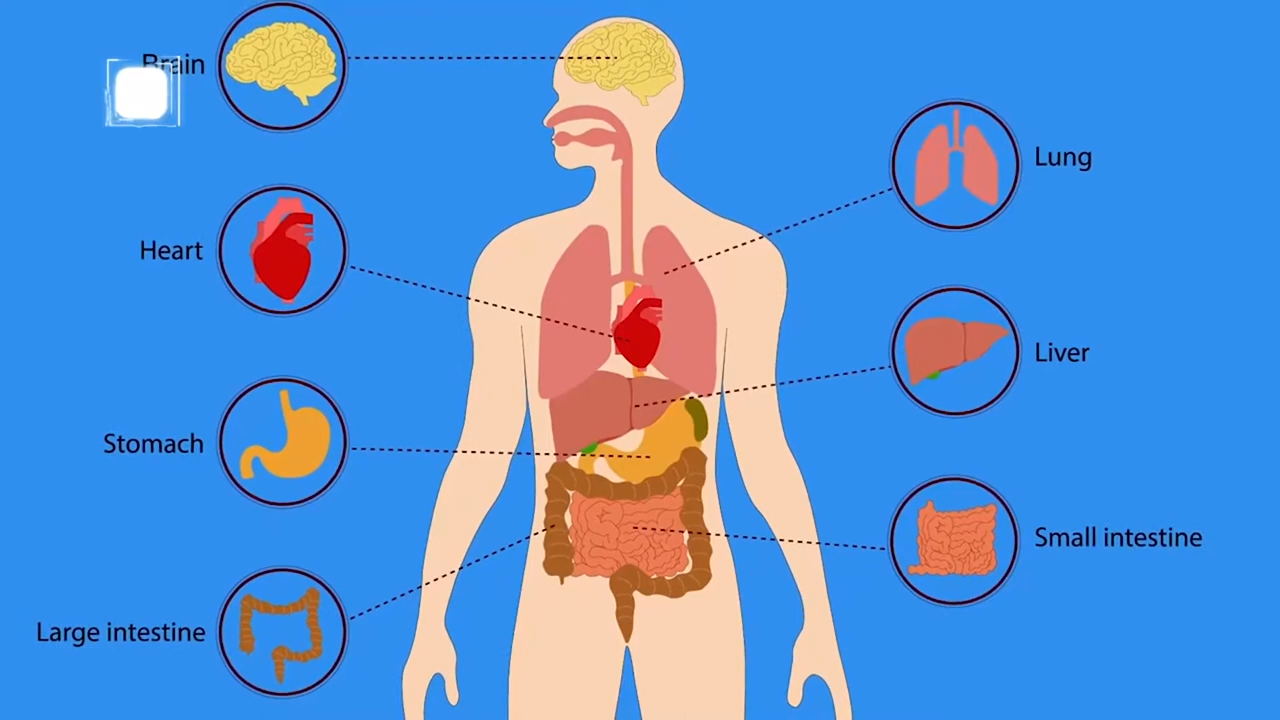 Brain
Heart
Stomach
Large intestine
Lung
Liver
Small intestine